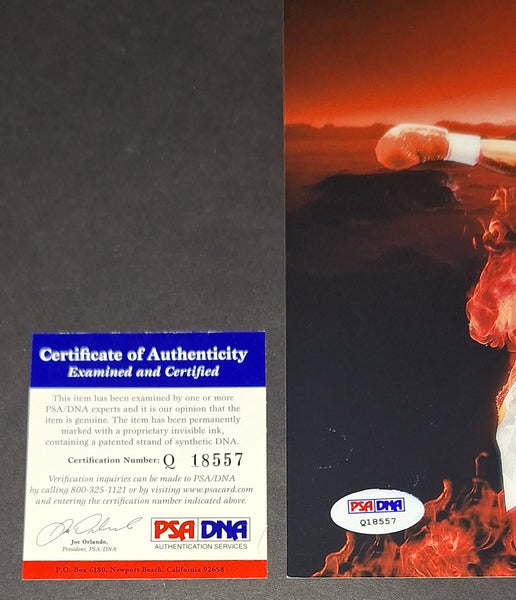 Certificate of Authenticity
Examined and Certified
This item has been examined by one or more
PSA/DNA experts and it is our opinion that the
item is genuine. The item has been permanently
marked with a proprietary invisible ink,
containing a patented strand of synthetic DNA.
Certification Number: Q 18557
Verification inquiries can be made to PSA/DNA
by calling 800-325-1121 or by visiting www.psacard.com
and entering the certification number indicated above.
Joe Orlando,
President, PSA/DNA
PSA DNA
AUTHENTICATION SERVICES
P.O. Box 6180, Newport Beach, California 92658
PSA DNA
Q18557